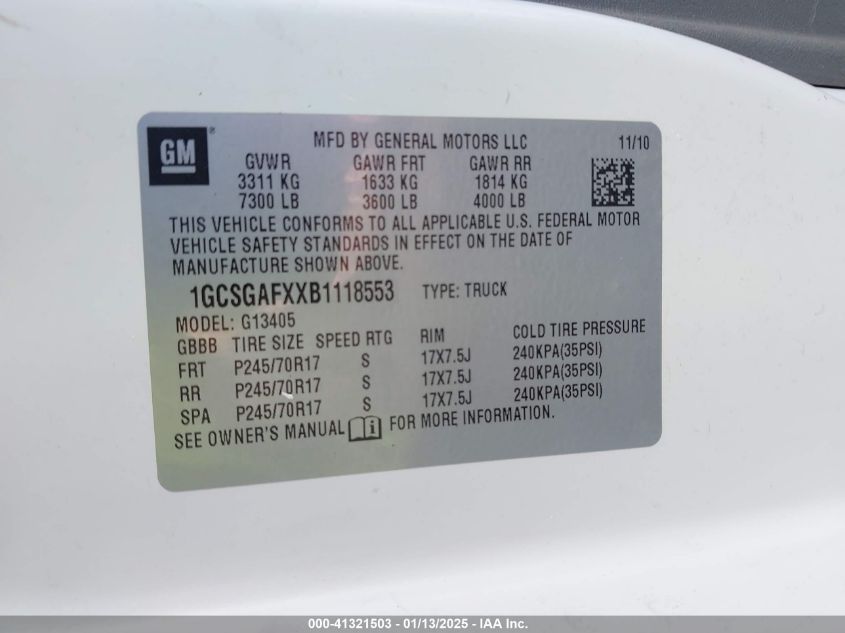 GM ®
MFD BY GENERAL MOTORS LLC 11/10
GVWR GAWR FRT GAWR RR
3311 KG 1633 KG 1814 KG
7300 LB 3600 LB 4000 LB
THIS VEHICLE CONFORMS TO ALL APPLICABLE U.S. FEDERAL MOTOR
VEHICLE SAFETY STANDARDS IN EFFECT ON THE DATE OF
MANUFACTURE SHOWN ABOVE.
1GCSGAFXXB1118553 TYPE: TRUCK
MODEL: G13405
GBBB TIRE SIZE SPEED RTG RIM COLD TIRE PRESSURE
FRT P245/70R17 S 17X7.5J 240KPA(35PSI)
RR P245/70R17 S 17X7.5J 240KPA(35PSI)
SPA P245/70R17 S 17X7.5J 240KPA(35PSI)
SEE OWNER'S MANUAL i FOR MORE INFORMATION.
000-41321503 — 01/13/2025 - IAA Inc.